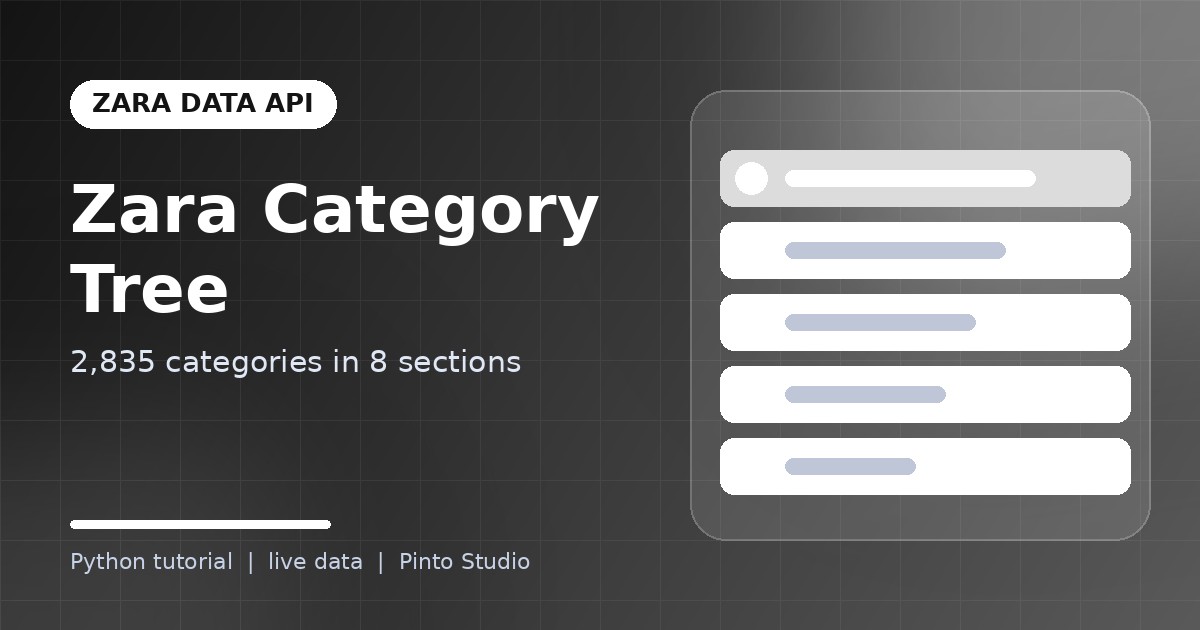 ZARA DATA API
Zara Category
Tree
2,835 categories in 8 sections
Python tutorial | live data | Pinto Studio